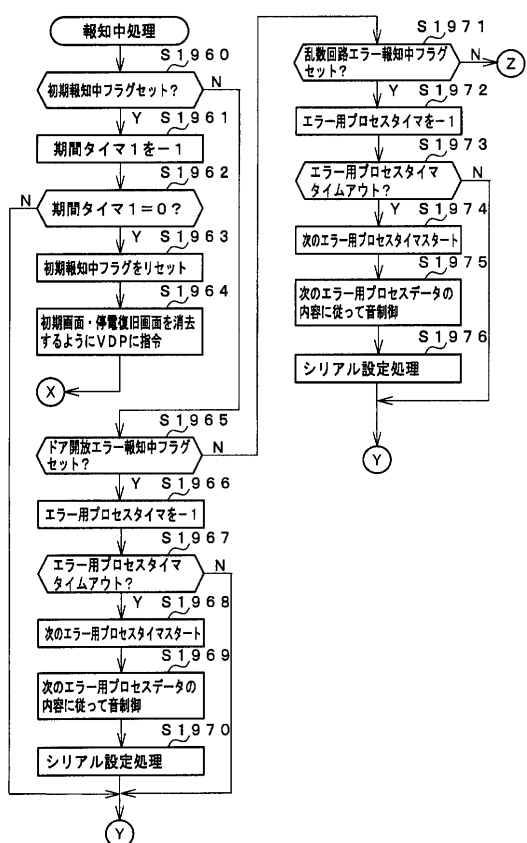 報知中処理
S1960
初期報知中フラグセット?
N
Y
S1961
期間タイマ1を-1
S1962
N
期間タイマ1=0?
Y
S1963
初期報知中フラグをリセット
S1964
初期画面・停電復旧画面を消去
するようにVDPに指令
X
S1965
ドア開放エラー報知中フラグ
セット?
N
Y
S1966
エラー用プロセスタイマを-1
S1967
エラー用プロセスタイマ
タイムアウト?
N
Y
S1968
次のエラー用プロセスタイマスタート
S1969
次のエラー用プロセスデータの
内容に従って音制御
S1970
シリアル設定処理
Y
S1971
乱数回路エラー報知中フラグ
セット?
N
Z
Y
S1972
エラー用プロセスタイマを-1
S1973
エラー用プロセスタイマ
タイムアウト?
N
Y
S1974
次のエラー用プロセスタイマスタート
S1975
次のエラー用プロセスデータの
内容に従って音制御
S1976
シリアル設定処理
Y